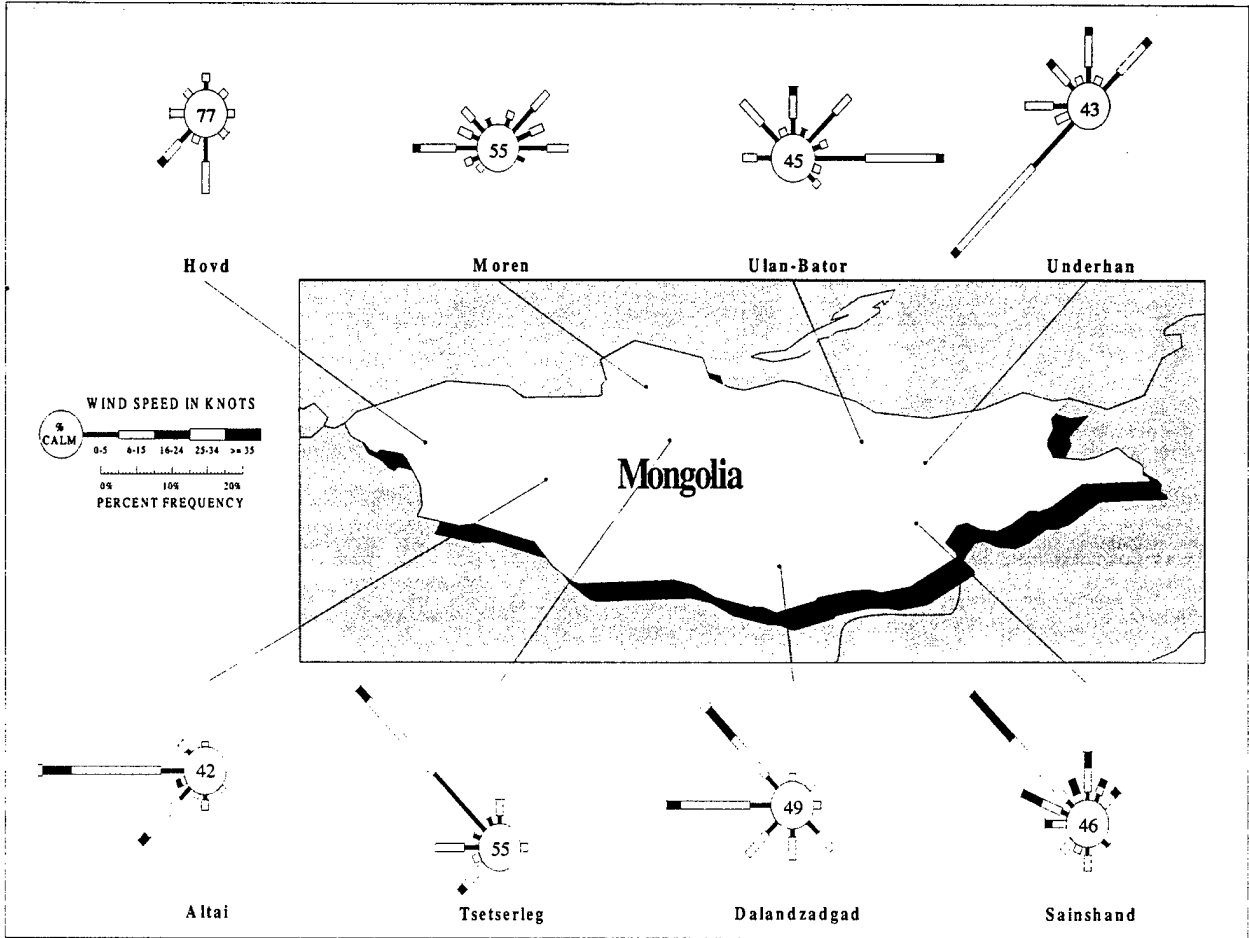 77
55
45
43
Hovd
Moren
Ulan-Bator
Underhan
WIND SPEED IN KNOTS
% CALM
0-5 6-15 16-24 25-34 >= 35
0% 10% 20%
PERCENT FREQUENCY
Mongolia
42
55
49
46
Altai
Tsetserleg
Dalandzadgad
Sainshand